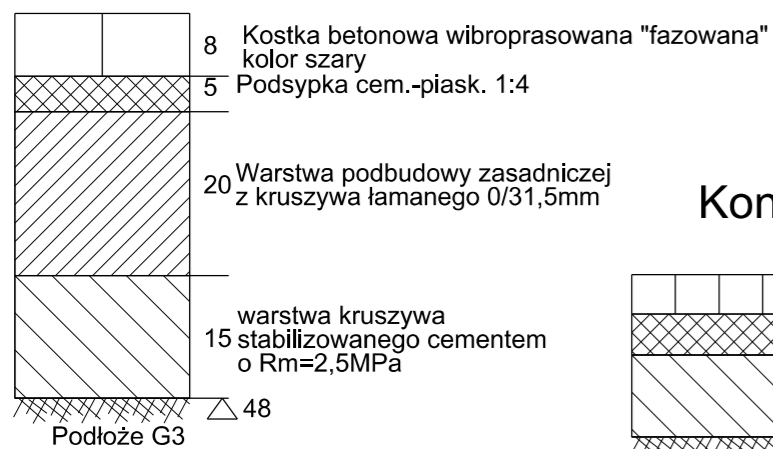 8 Kostka betonowa wibroprasowana "fazowana"
kolor szary
5 Podsypka cem.-piask. 1:4
20 Warstwa podbudowy zasadniczej
z kruszywa łamanego 0/31,5mm
Kon
warstwa kruszywa
15 stabilizowanego cementem
o Rm=2,5MPa
48
Podłoże G3